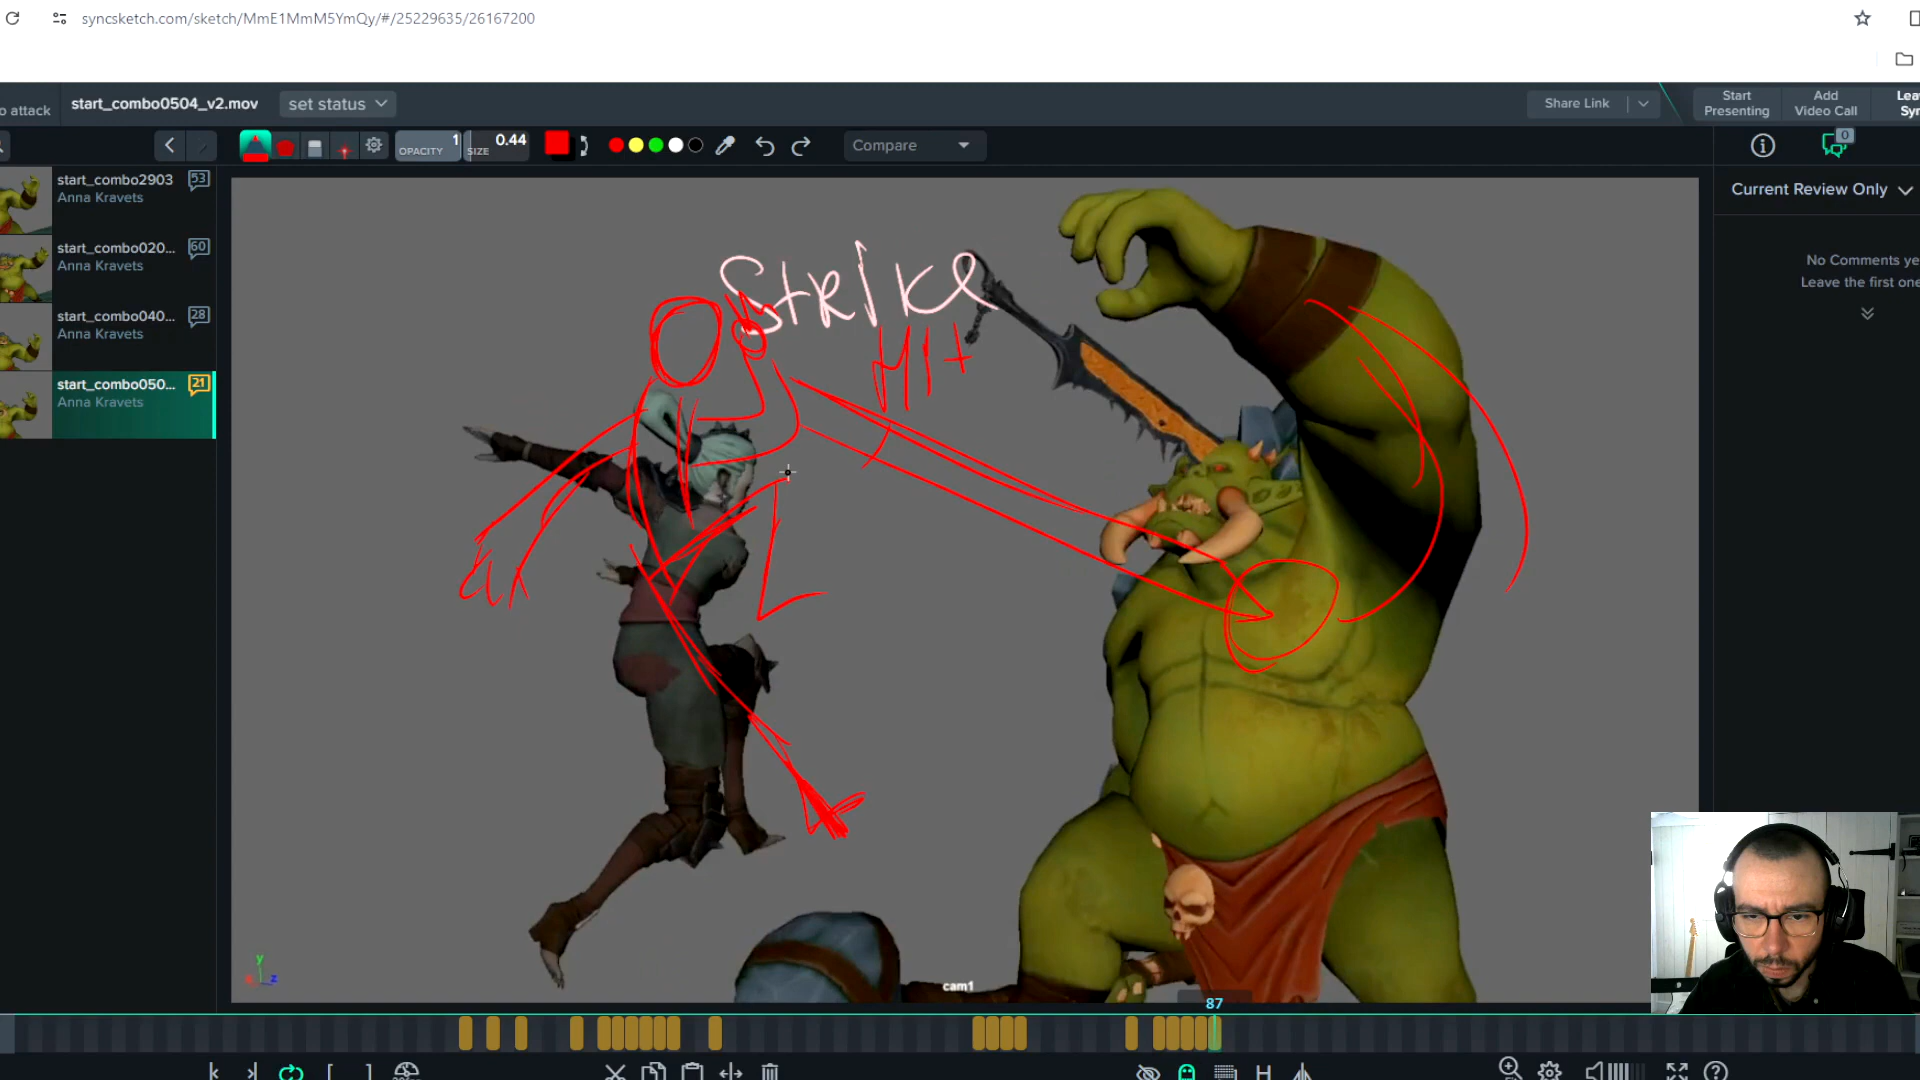 syncsketch.com/sketch/MmE1MmM5YmQy/#/25229635/26167200
o attack
start_combo0504_v2.mov
set status
Share Link
Start Presenting
Add Video Call
Lea
Syn
OPACITY 1
SIZE 0.44
Compare
0
start_combo2903
53
Anna Kravets
start_combo020...
60
Anna Kravets
start_combo040...
28
Anna Kravets
start_combo050...
21
Anna Kravets
Current Review Only
No Comments ye
Leave the first one
Strike
Hit
y
z
cam1
87
H